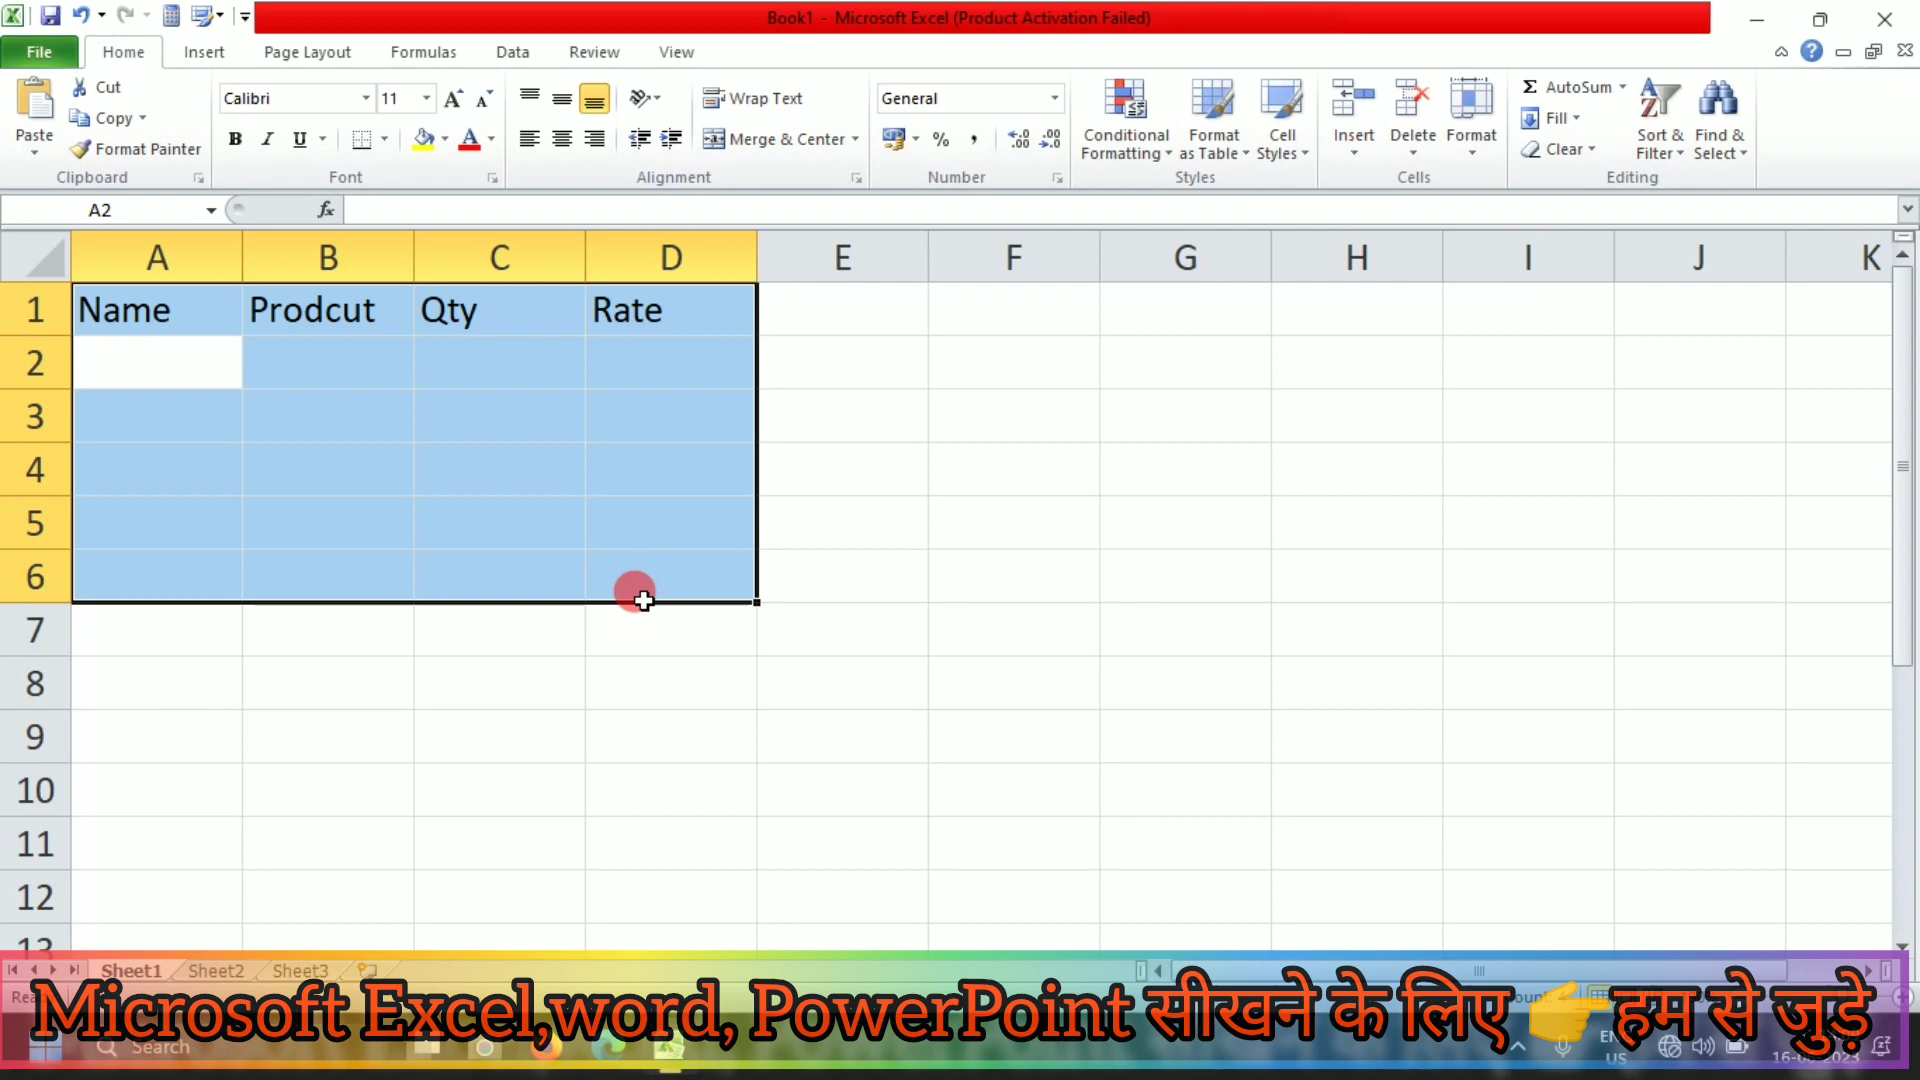 Book1 - Microsoft Excel (Product Activation Failed)
File Home Insert Page Layout Formulas Data Review View
Paste
Cut
Copy
Format Painter
Calibri 11
B I U
Wrap Text
Merge & Center
General
%
Conditional Formatting
Format as Table
Cell Styles
Insert Delete Format
Σ AutoSum
Fill
Clear
Sort & Filter
Find & Select
Clipboard Font Alignment Number Styles Cells Editing
A2 fx
A B C D E F G H I J K
1 Name Prodcut Qty Rate
2
3
4
5
6
7
8
9
10
11
12
13
Sheet1 Sheet2 Sheet3
Microsoft Excel,word, PowerPoint सीखने के लिए 👉हम से जुड़े
Search
US